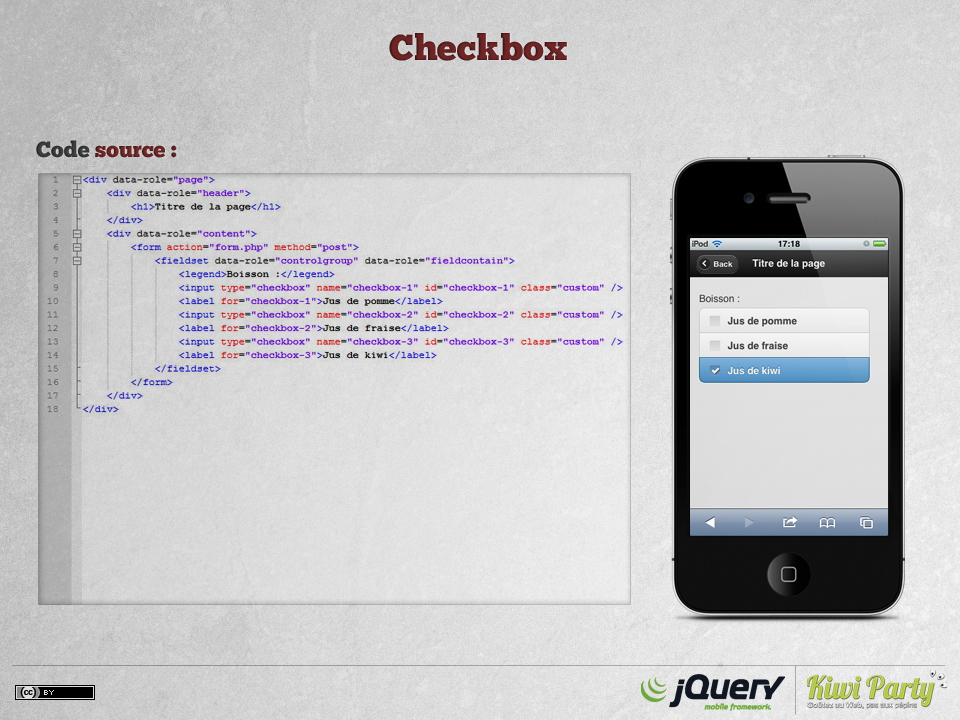 Checkbox
Code source :
1 <div data-role="page">
2 <div data-role="header">
3 <h1>Titre de la page</h1>
4 </div>
5 <div data-role="content">
6 <form action="form.php" method="post">
7 <fieldset data-role="controlgroup" data-role="fieldcontain">
8 <legend>Boisson :</legend>
9 <input type="checkbox" name="checkbox-1" id="checkbox-1" class="custom" />
10 <label for="checkbox-1">Jus de pomme</label>
11 <input type="checkbox" name="checkbox-2" id="checkbox-2" class="custom" />
12 <label for="checkbox-2">Jus de fraise</label>
13 <input type="checkbox" name="checkbox-3" id="checkbox-3" class="custom" />
14 <label for="checkbox-3">Jus de kiwi</label>
15 </fieldset>
16 </form>
17 </div>
18 </div>
iPod 17:18
Back Titre de la page
Boisson :
Jus de pomme
Jus de fraise
Jus de kiwi
cc BY
jQuery
mobile framework.
Kiwi Party
Goûtez au Web, pas aux pépins